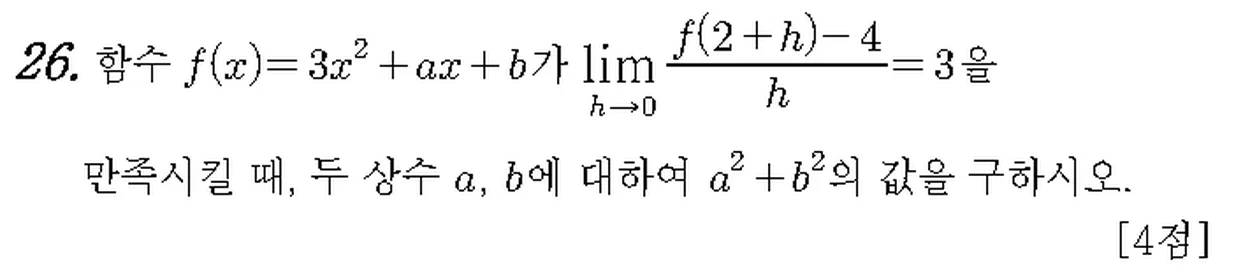 26. 함수 f(x)=3x²+ax+b가 lim_{h→0} \frac{f(2+h)-4}{h}=3을
만족시킬 때, 두 상수 a, b에 대하여 a²+b²의 값을 구하시오.
[4점]